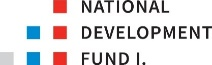 NATIONAL
DEVELOPMENT
FUND I.